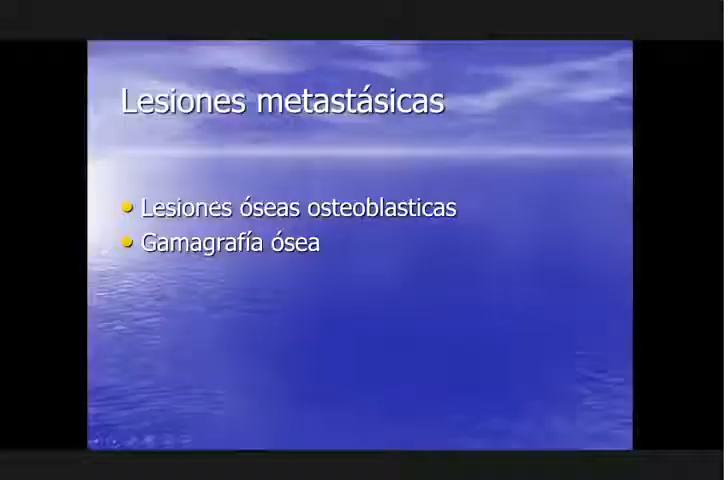 Lesiones metastásicas
Lesiones óseas osteoblasticas
Gamagrafía ósea